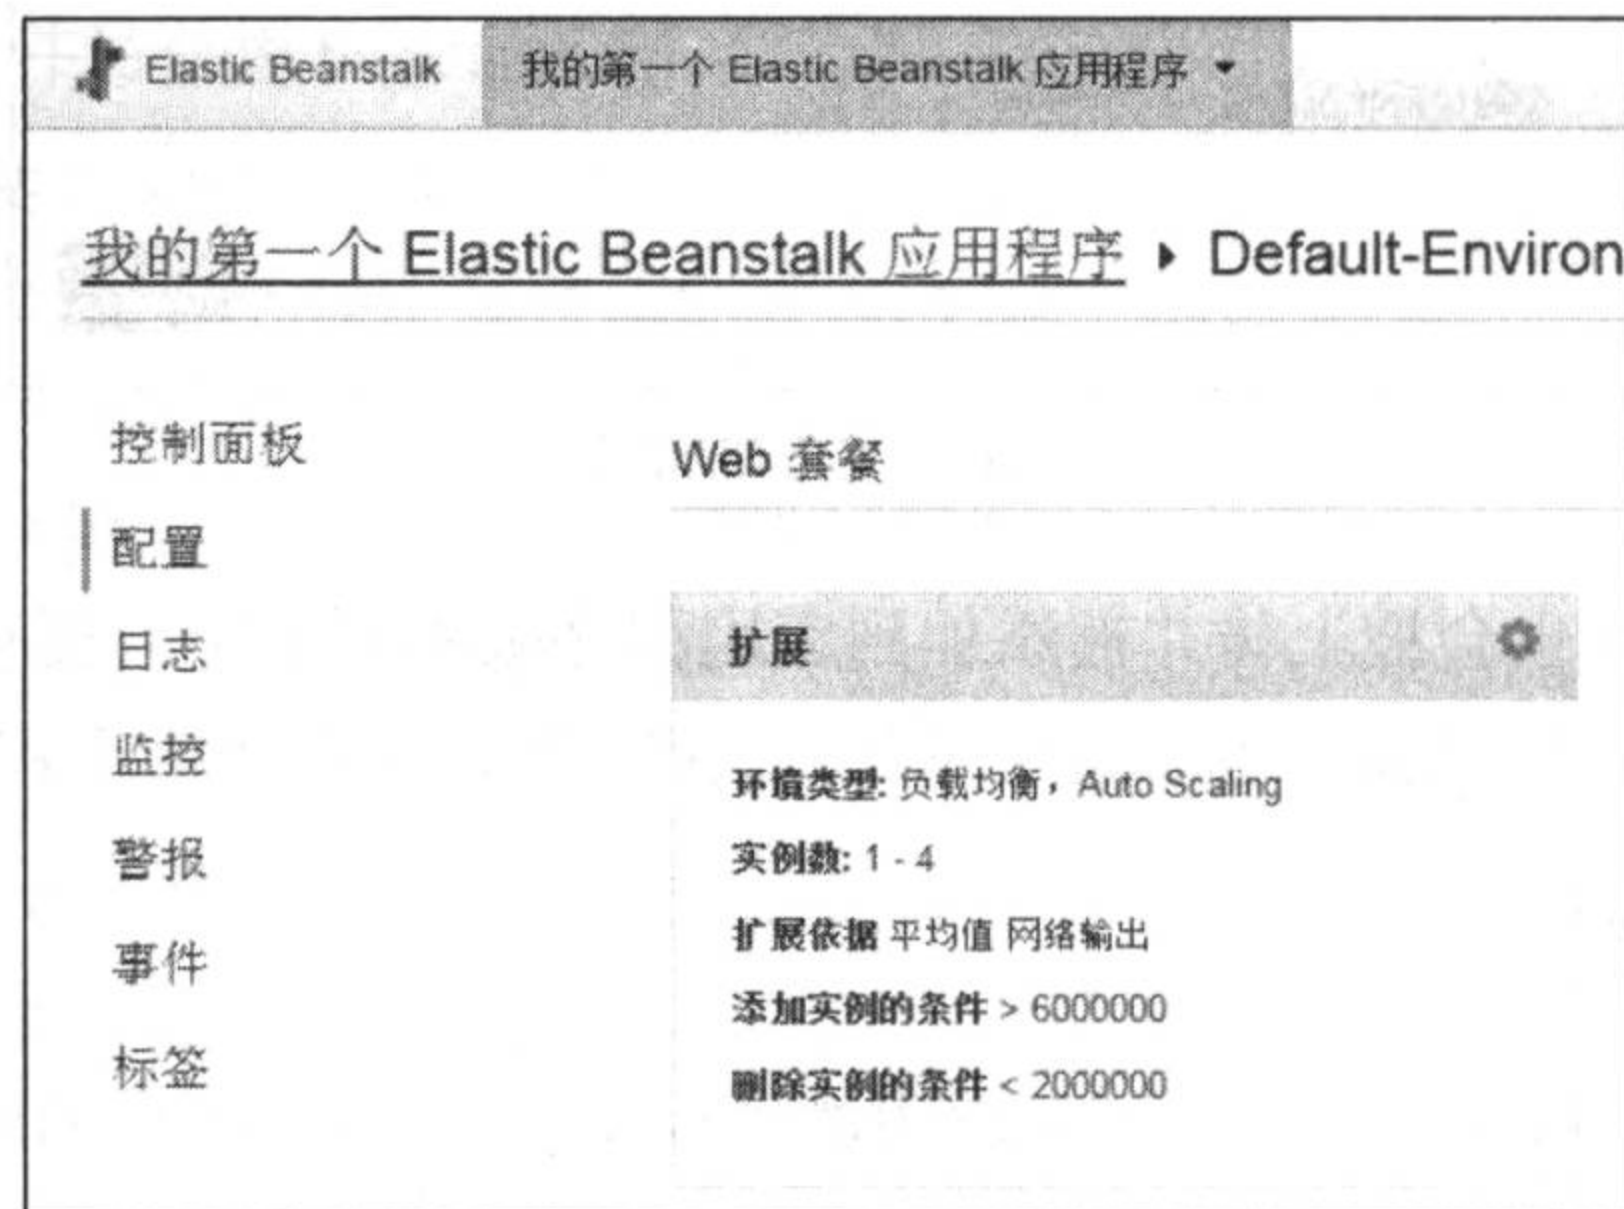 Elastic Beanstalk
我的第一个 Elastic Beanstalk 应用程序
我的第一个 Elastic Beanstalk 应用程序 ▸ Default-Environ
控制面板
配置
日志
监控
警报
事件
标签
Web 套餐
扩展
环境类型: 负载均衡，Auto Scaling
实例数: 1 - 4
扩展依据 平均值 网络输出
添加实例的条件 > 6000000
删除实例的条件 < 2000000